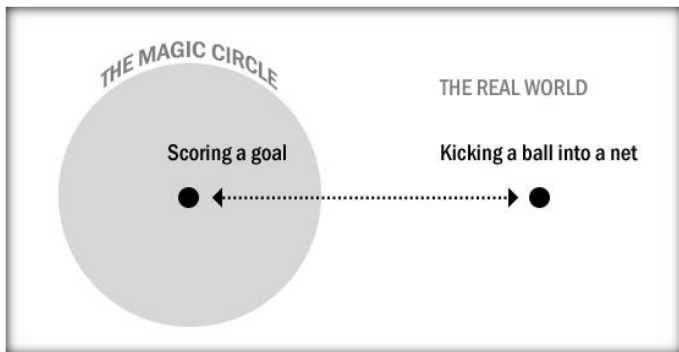 THE MAGIC CIRCLE
THE REAL WORLD
Scoring a goal
Kicking a ball into a net